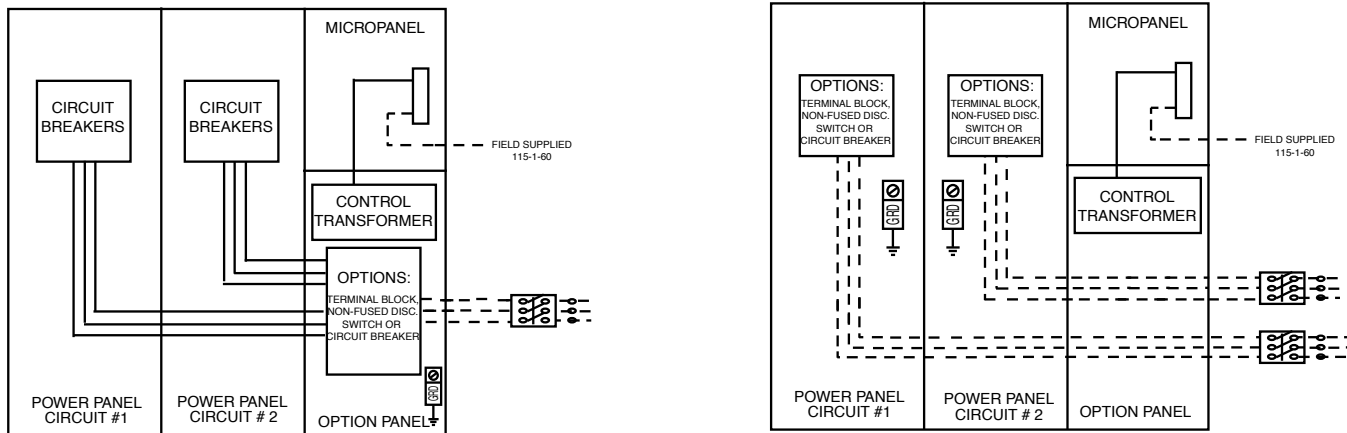 MICROPANEL
CIRCUIT
BREAKERS
CIRCUIT
BREAKERS
FIELD SUPPLIED
115-1-60
CONTROL
TRANSFORMER
OPTIONS:
TERMINAL BLOCK,
NON-FUSED DISC.
SWITCH OR
CIRCUIT BREAKER
GRD
POWER PANEL
CIRCUIT #1
POWER PANEL
CIRCUIT # 2
OPTION PANEL
MICROPANEL
OPTIONS:
TERMINAL BLOCK,
NON-FUSED DISC.
SWITCH OR
CIRCUIT BREAKER
OPTIONS:
TERMINAL BLOCK,
NON-FUSED DISC.
SWITCH OR
CIRCUIT BREAKER
FIELD SUPPLIED
115-1-60
GRD
GRD
CONTROL
TRANSFORMER
POWER PANEL
CIRCUIT #1
POWER PANEL
CIRCUIT # 2
OPTION PANEL